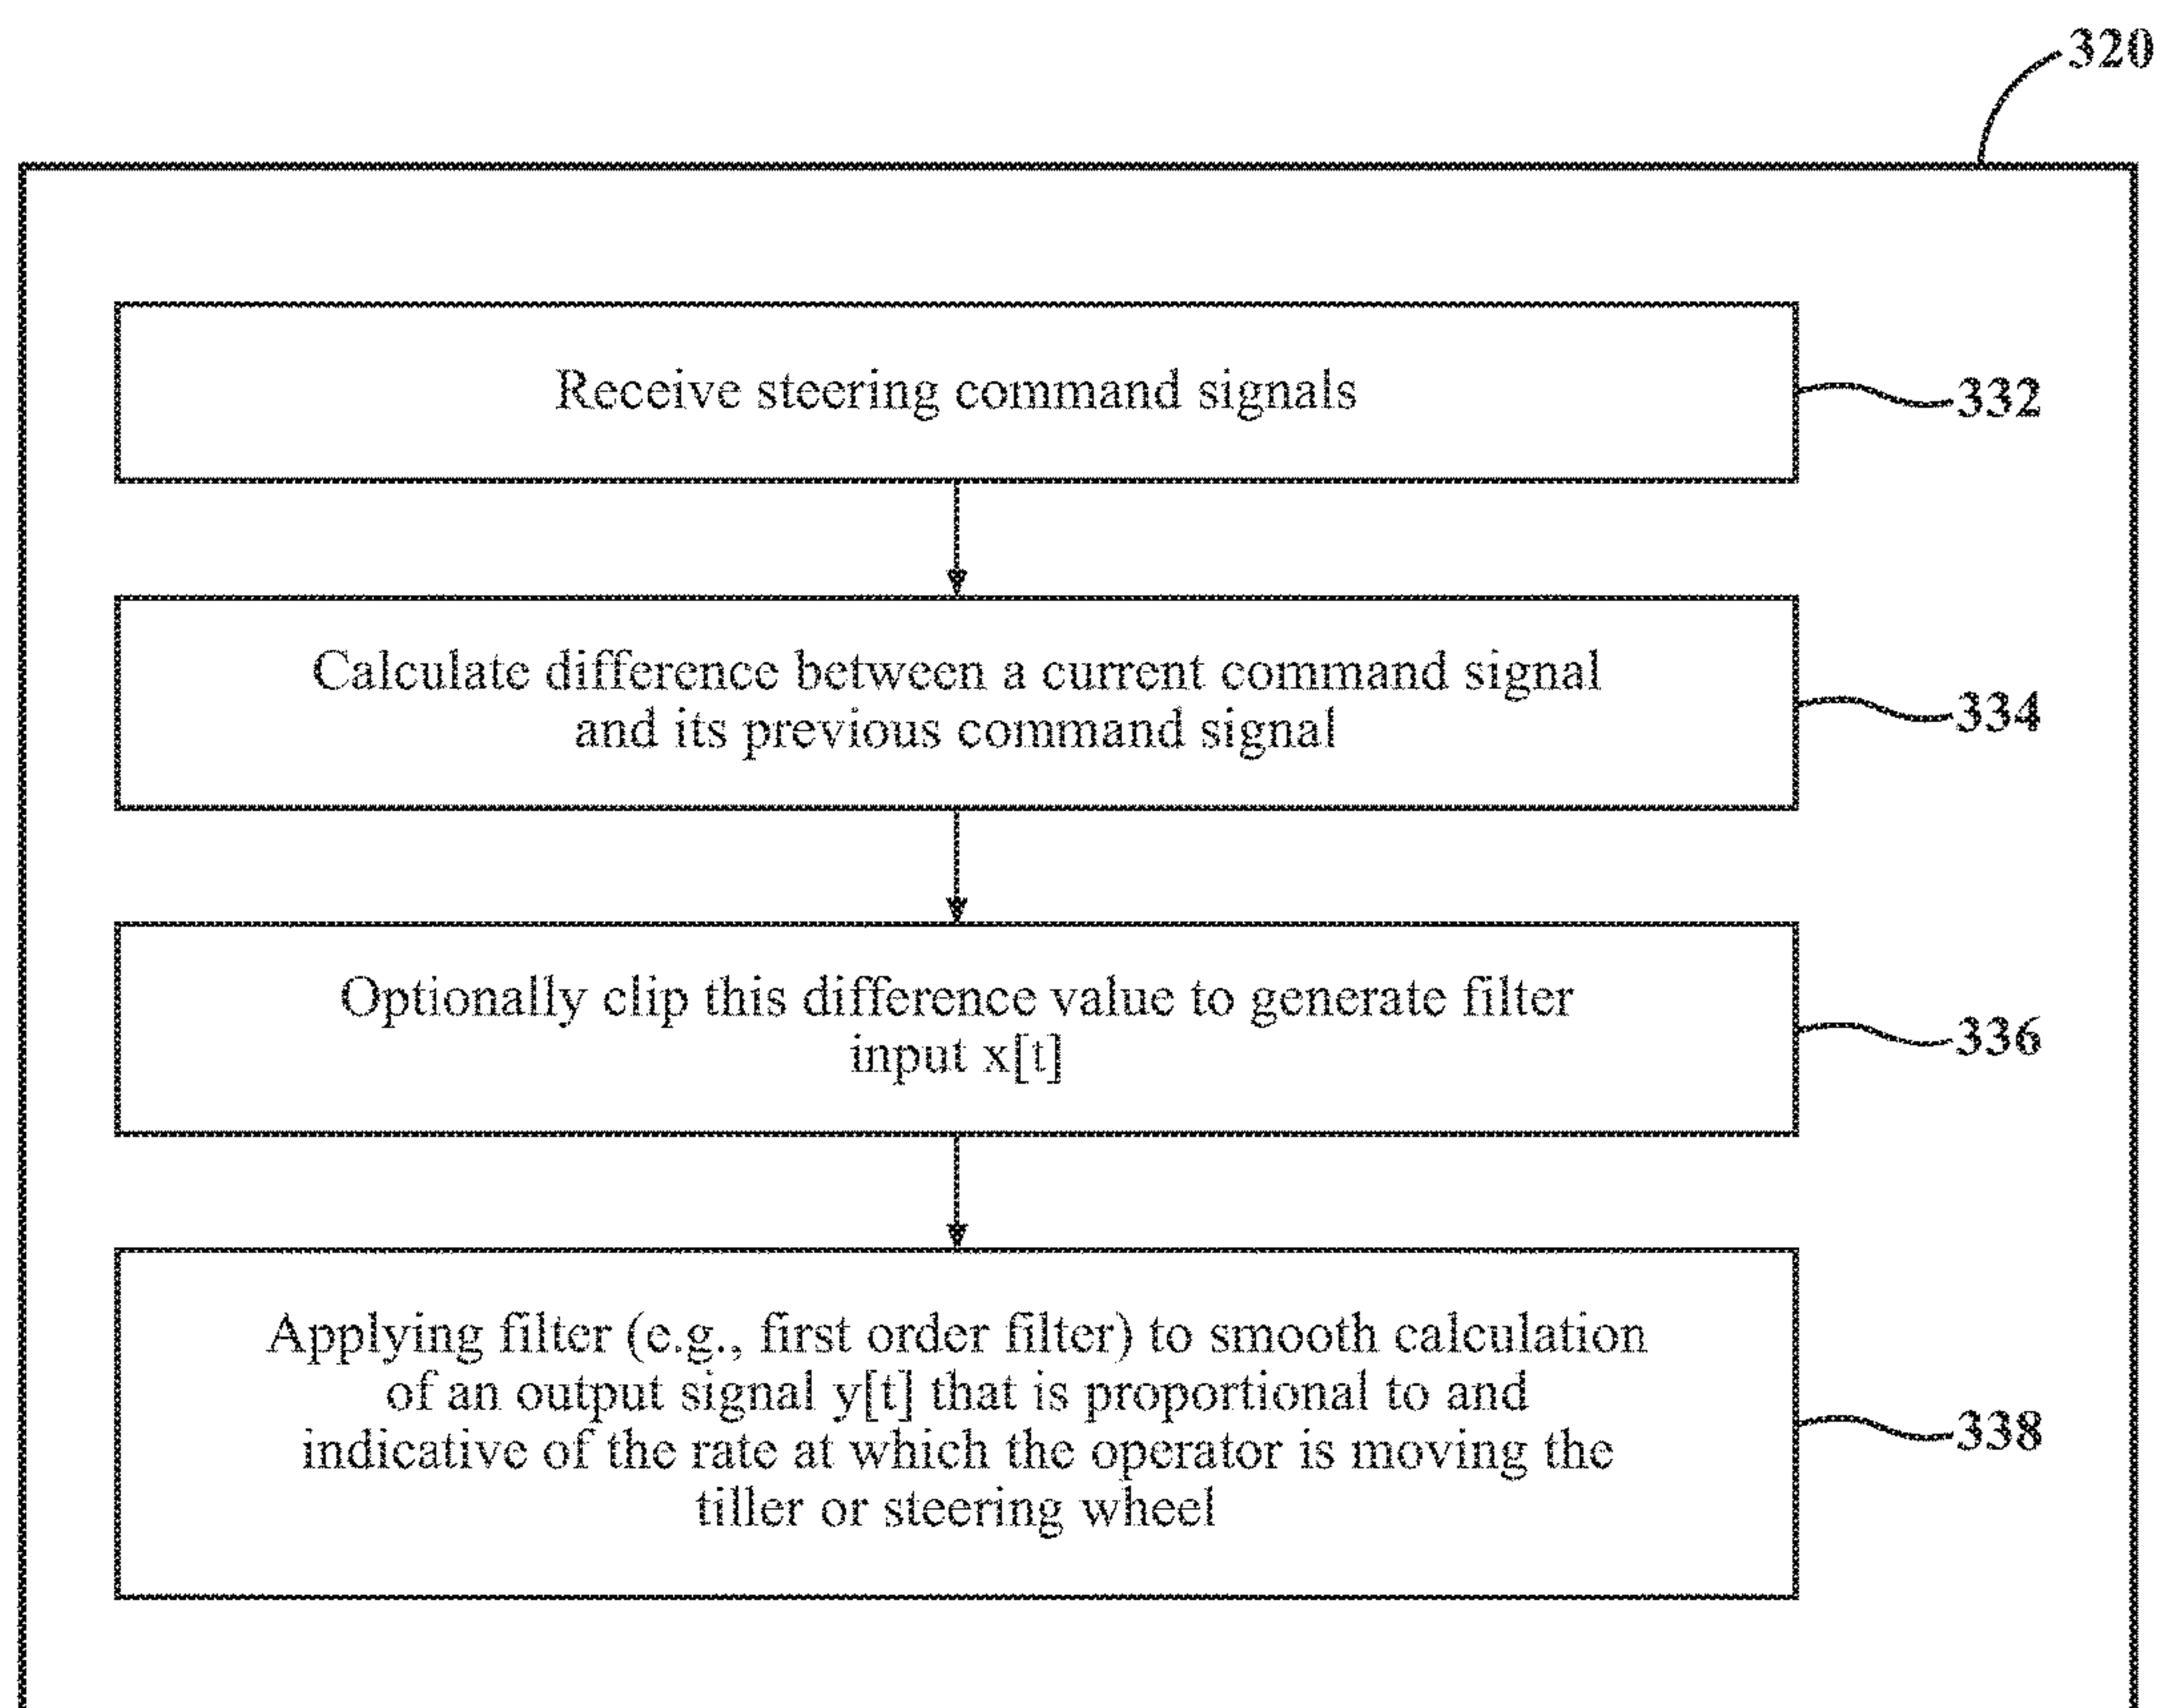 320
Receive steering command signals
332
Calculate difference between a current command signal
and its previous command signal
334
Optionally clip this difference value to generate filter
input x[t]
336
Applying filter (e.g., first order filter) to smooth calculation
of an output signal y[t] that is proportional to and
indicative of the rate at which the operator is moving the
tiller or steering wheel
338